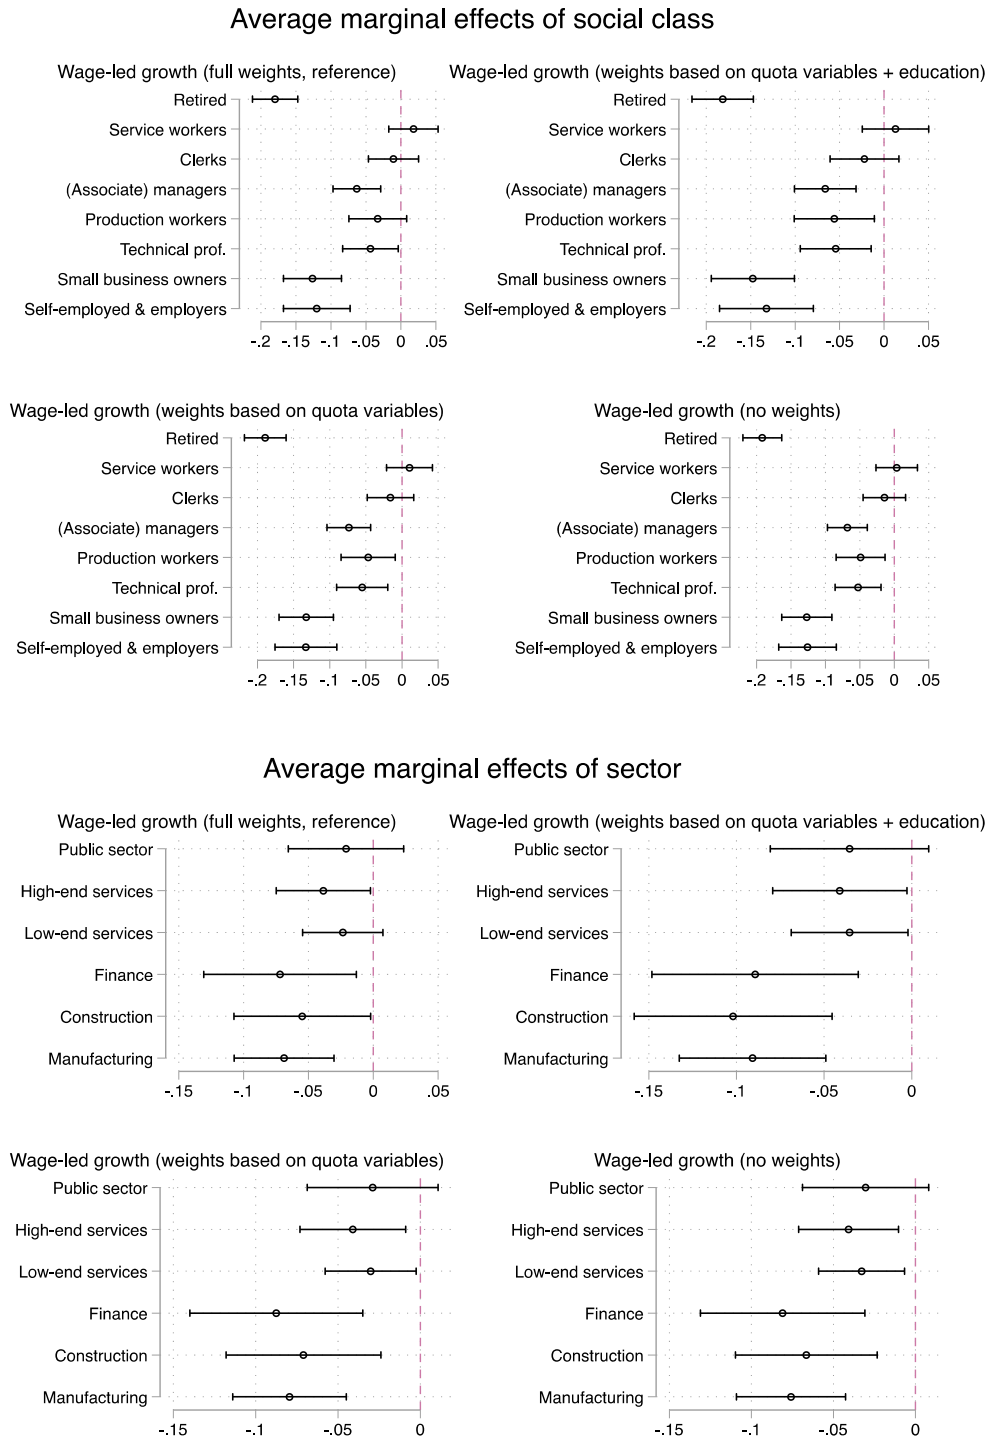 Average marginal effects of social class
Wage-led growth (full weights, reference)
Retired
Service workers
Clerks
(Associate) managers
Production workers
Technical prof.
Small business owners
Self-employed & employers
-.2 -.15 -.1 -.05 0 .05
Wage-led growth (weights based on quota variables + education)
Retired
Service workers
Clerks
(Associate) managers
Production workers
Technical prof.
Small business owners
Self-employed & employers
-.2 -.15 -.1 -.05 0 .05
Wage-led growth (weights based on quota variables)
Retired
Service workers
Clerks
(Associate) managers
Production workers
Technical prof.
Small business owners
Self-employed & employers
-.2 -.15 -.1 -.05 0 .05
Wage-led growth (no weights)
Retired
Service workers
Clerks
(Associate) managers
Production workers
Technical prof.
Small business owners
Self-employed & employers
-.2 -.15 -.1 -.05 0 .05
Average marginal effects of sector
Wage-led growth (full weights, reference)
Public sector
High-end services
Low-end services
Finance
Construction
Manufacturing
-.15 -.1 -.05 0 .05
Wage-led growth (weights based on quota variables + education)
Public sector
High-end services
Low-end services
Finance
Construction
Manufacturing
-.15 -.1 -.05 0
Wage-led growth (weights based on quota variables)
Public sector
High-end services
Low-end services
Finance
Construction
Manufacturing
-.15 -.1 -.05 0
Wage-led growth (no weights)
Public sector
High-end services
Low-end services
Finance
Construction
Manufacturing
-.15 -.1 -.05 0